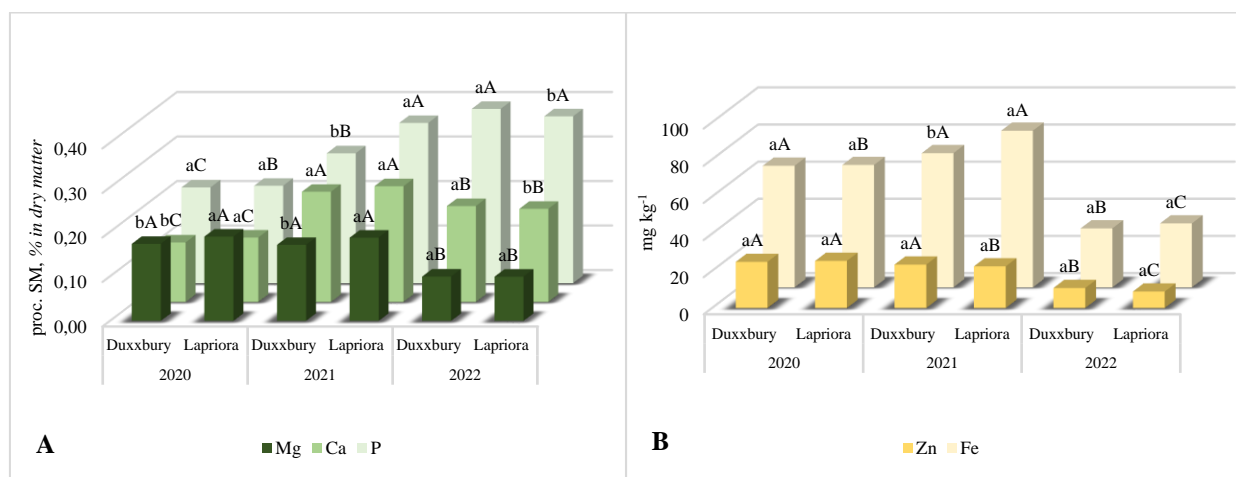 aA
aA
bA
bB
aA
aA
aB
aC
aB
bB
bA
bC
aA
aC
bA
aA
aB
aB
0,40
0,30
0,20
0,10
0,00
proc. SM, % in dry matter
Duxxbury Lapriora Duxxbury Lapriora Duxxbury Lapriora
2020 2021 2022
A
Mg Ca P
aA
aA
aB
bA
aB
aC
aA
aA
aA
aB
aB
aC
100
80
60
40
20
0
mg kg⁻¹
Duxxbury Lapriora Duxxbury Lapriora Duxxbury Lapriora
2020 2021 2022
B
Zn Fe